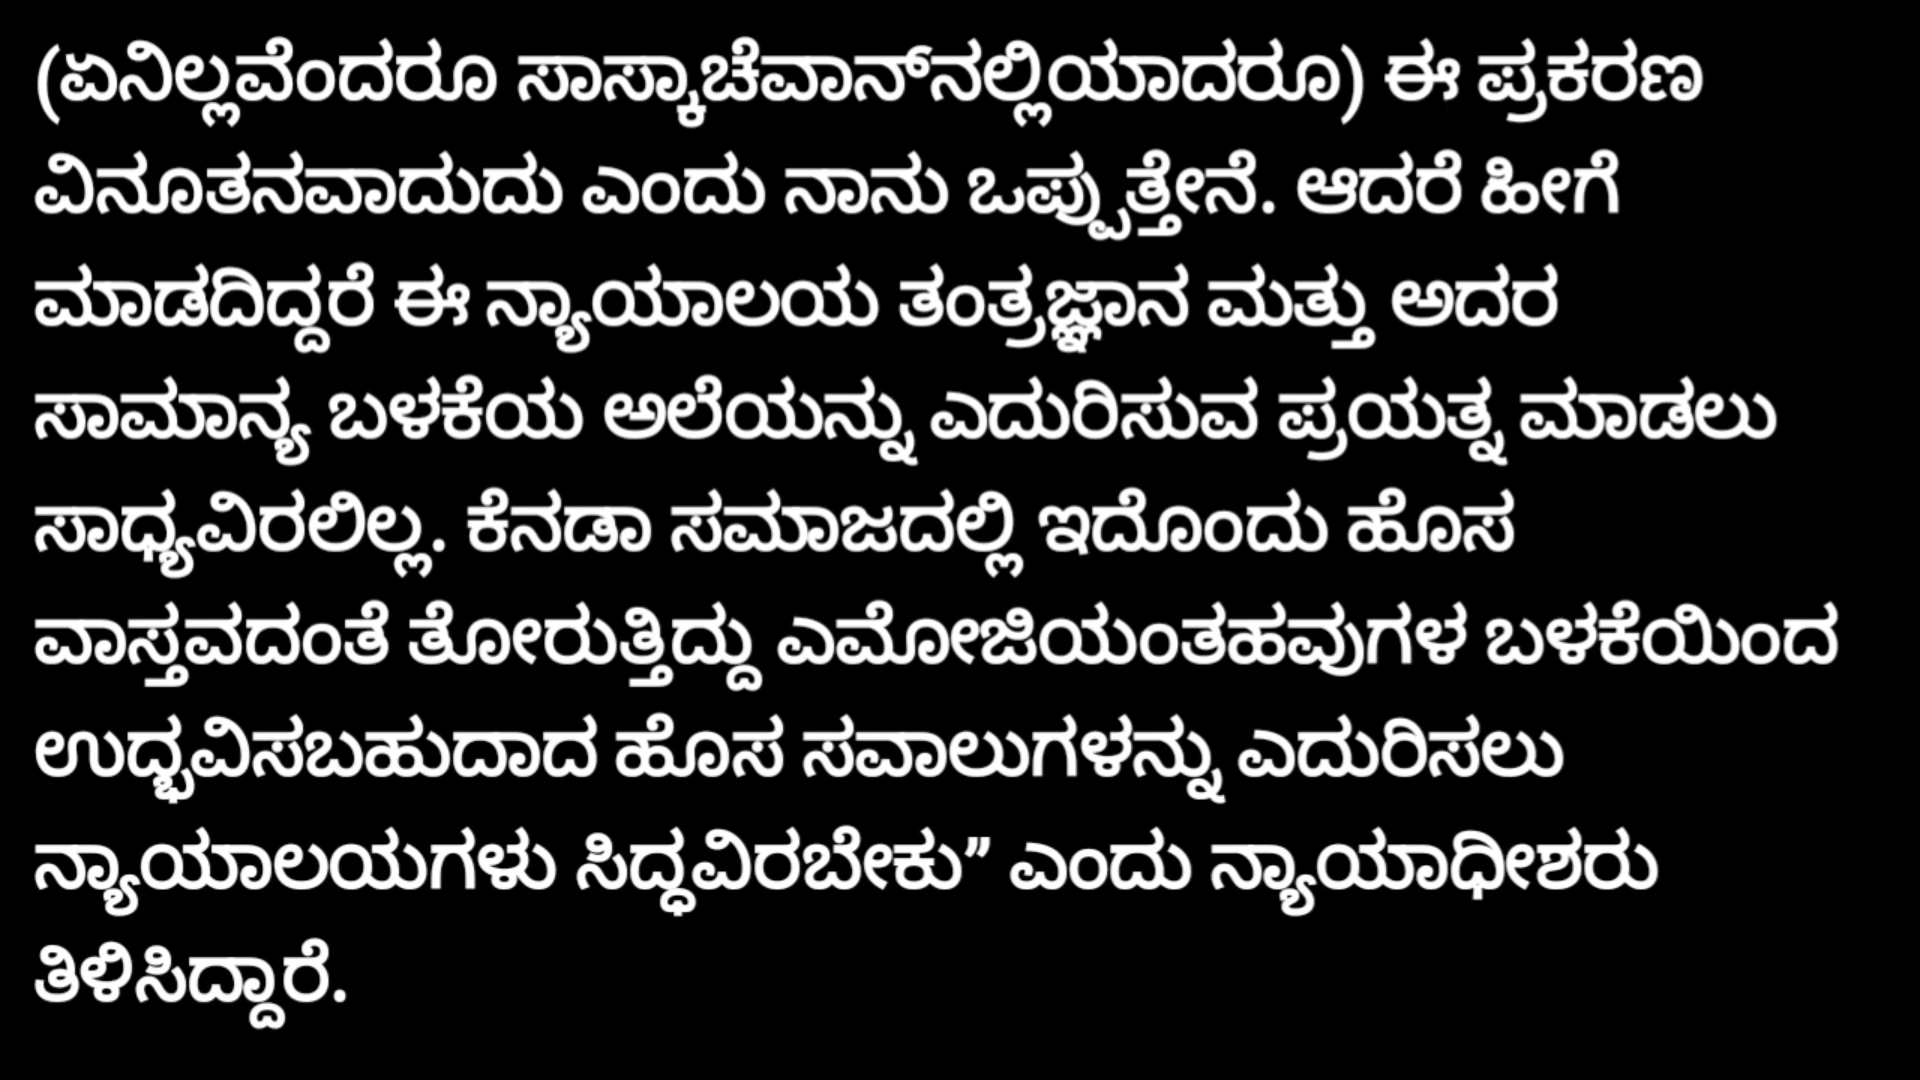 (ಏನಿಲ್ಲವೆಂದರೂ ಸಾಸ್ಕಾಚೆವಾನ್‌ನಲ್ಲಿಯಾದರೂ) ಈ ಪ್ರಕರಣ
ವಿನೂತನವಾದುದು ಎಂದು ನಾನು ಒಪ್ಪುತ್ತೇನೆ. ಆದರೆ ಹೀಗೆ
ಮಾಡದಿದ್ದರೆ ಈ ನ್ಯಾಯಾಲಯ ತಂತ್ರಜ್ಞಾನ ಮತ್ತು ಅದರ
ಸಾಮಾನ್ಯ ಬಳಕೆಯ ಅಲೆಯನ್ನು ಎದುರಿಸುವ ಪ್ರಯತ್ನ ಮಾಡಲು
ಸಾಧ್ಯವಿರಲಿಲ್ಲ. ಕೆನಡಾ ಸಮಾಜದಲ್ಲಿ ಇದೊಂದು ಹೊಸ
ವಾಸ್ತವದಂತೆ ತೋರುತ್ತಿದ್ದು ಎಮೋಜಿಯಂತಹವುಗಳ ಬಳಕೆಯಿಂದ
ಉದ್ಭವಿಸಬಹುದಾದ ಹೊಸ ಸವಾಲುಗಳನ್ನು ಎದುರಿಸಲು
ನ್ಯಾಯಾಲಯಗಳು ಸಿದ್ಧವಿರಬೇಕು” ಎಂದು ನ್ಯಾಯಾಧೀಶರು
ತಿಳಿಸಿದ್ದಾರೆ.